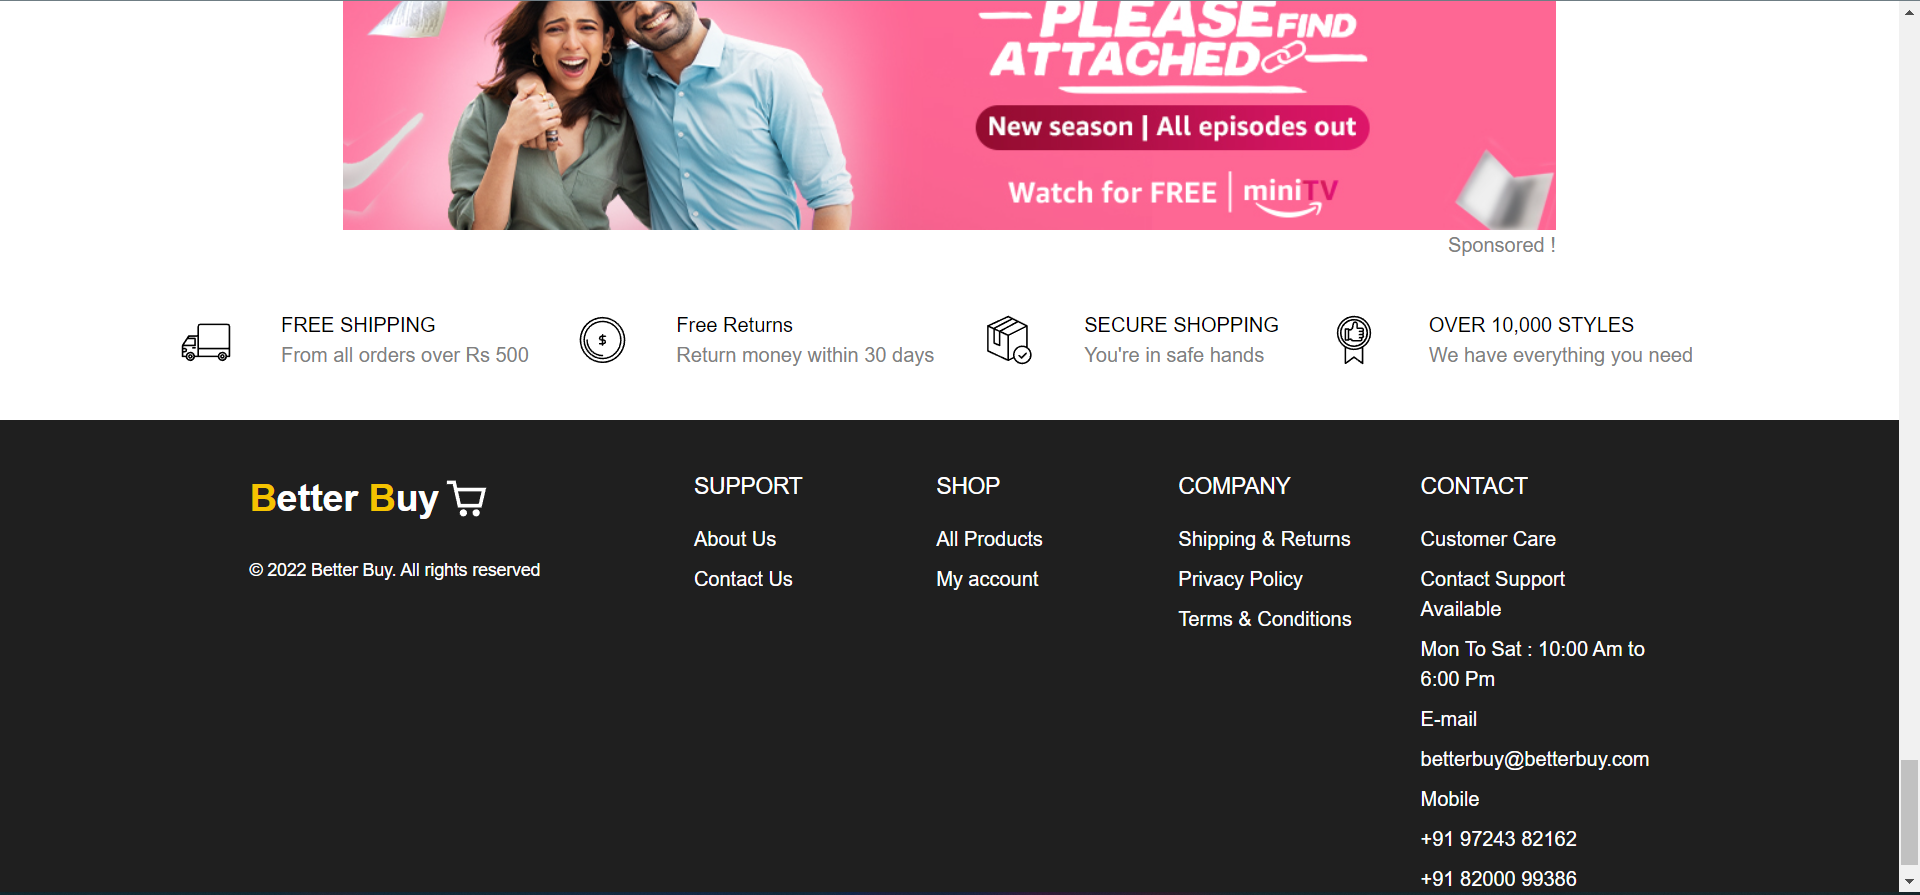 PLEASE FIND
ATTACHED
New season | All episodes out
Watch for FREE | miniTV
Sponsored !
FREE SHIPPING
From all orders over Rs 500
$
Free Returns
Return money within 30 days
SECURE SHOPPING
You're in safe hands
OVER 10,000 STYLES
We have everything you need
Better Buy
© 2022 Better Buy. All rights reserved
SUPPORT
About Us
Contact Us
SHOP
All Products
My account
COMPANY
Shipping & Returns
Privacy Policy
Terms & Conditions
CONTACT
Customer Care
Contact Support
Available
Mon To Sat : 10:00 Am to
6:00 Pm
E-mail
betterbuy@betterbuy.com
Mobile
+91 97243 82162
+91 82000 99386